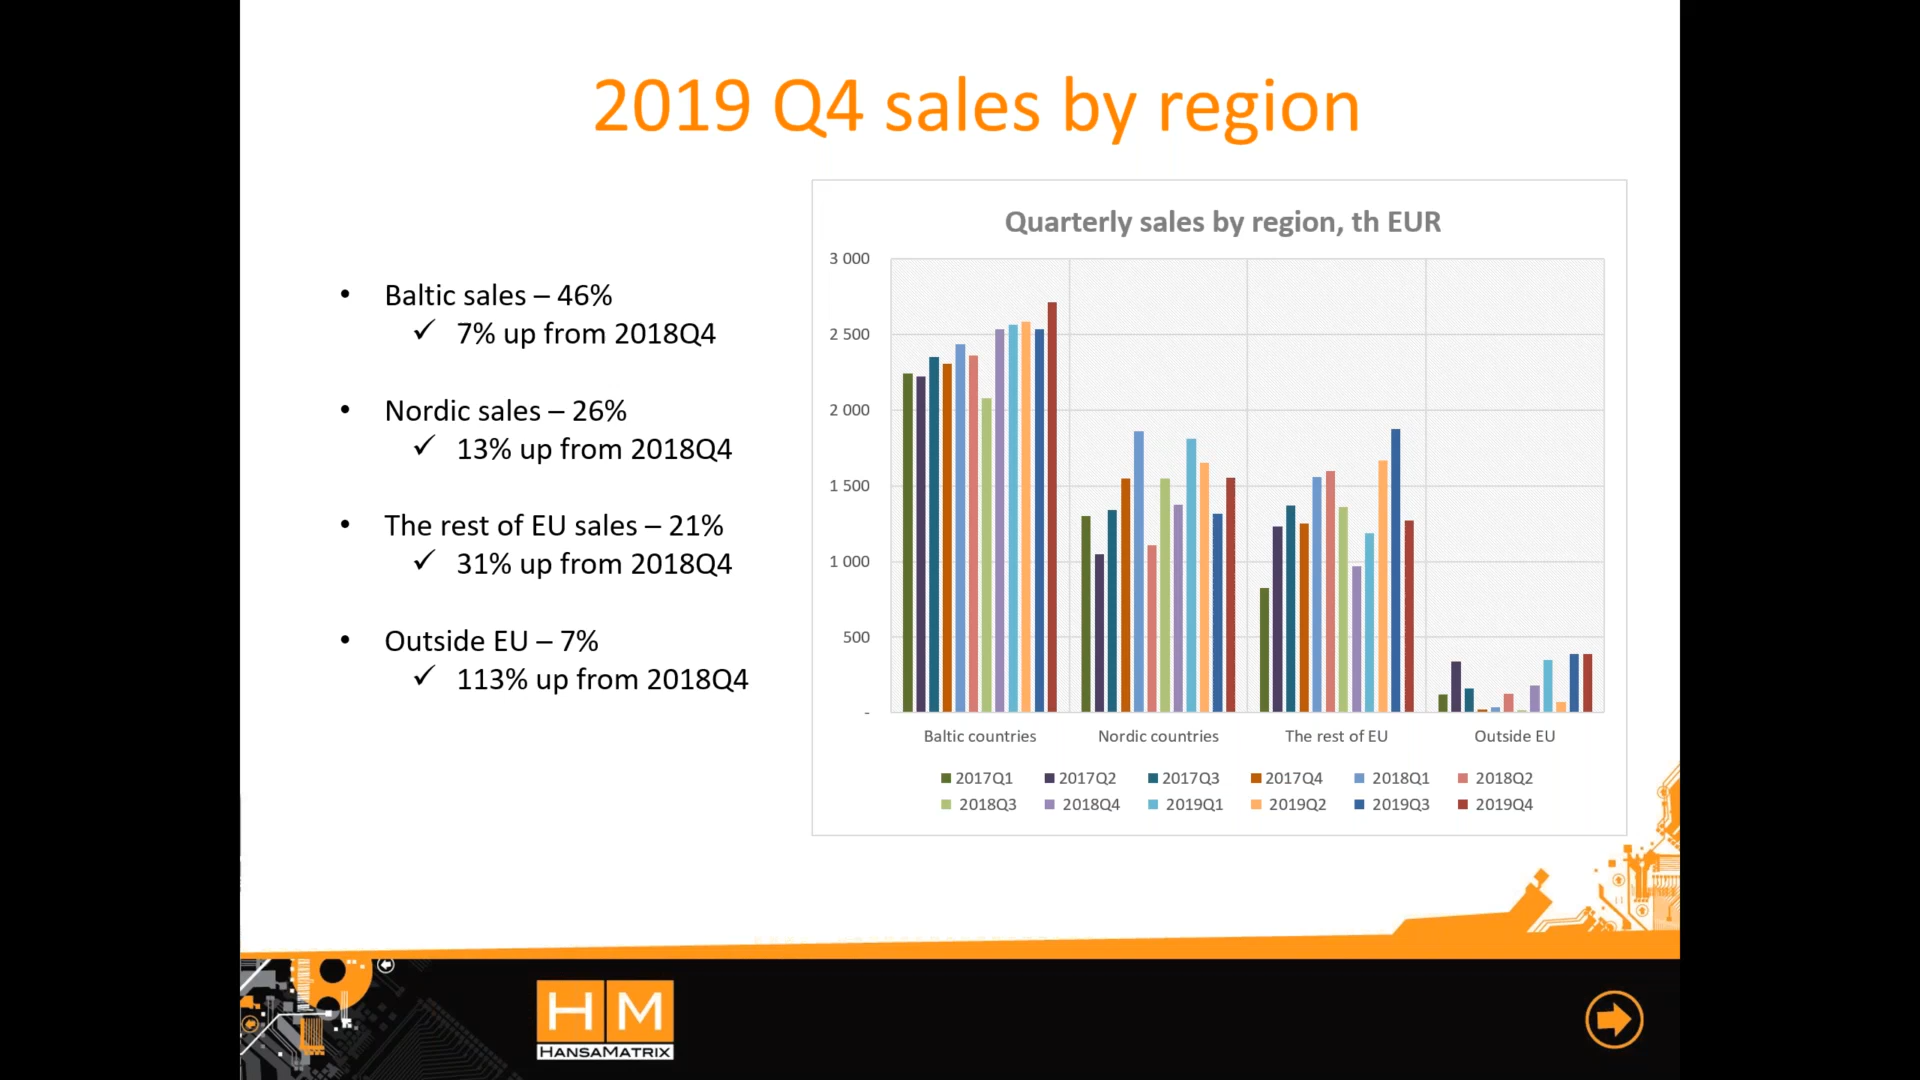 2019 Q4 sales by region
• Baltic sales – 46%
✓ 7% up from 2018Q4
• Nordic sales – 26%
✓ 13% up from 2018Q4
• The rest of EU sales – 21%
✓ 31% up from 2018Q4
• Outside EU – 7%
✓ 113% up from 2018Q4
Quarterly sales by region, th EUR
3 000
2 500
2 000
1 500
1 000
500
-
Baltic countries Nordic countries The rest of EU Outside EU
2017Q1 2017Q2 2017Q3 2017Q4 2018Q1 2018Q2
2018Q3 2018Q4 2019Q1 2019Q2 2019Q3 2019Q4
HM
HANSAMATRIX